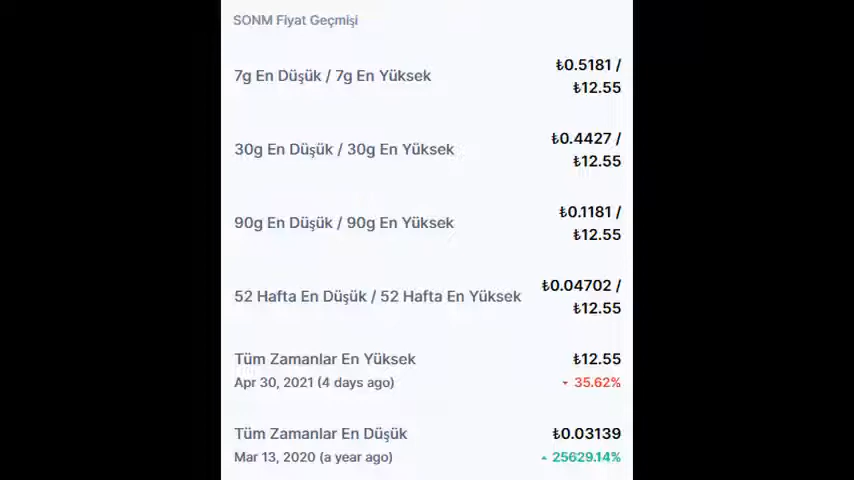 SONM Fiyat Geçmişi
7g En Düşük / 7g En Yüksek
₺0.5181 /
₺12.55
30g En Düşük / 30g En Yüksek
₺0.4427 /
₺12.55
90g En Düşük / 90g En Yüksek
₺0.1181 /
₺12.55
52 Hafta En Düşük / 52 Hafta En Yüksek
₺0.04702 /
₺12.55
Tüm Zamanlar En Yüksek
₺12.55
Apr 30, 2021 (4 days ago)
35.62%
Tüm Zamanlar En Düşük
₺0.03139
Mar 13, 2020 (a year ago)
25629.14%